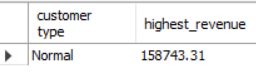 customer
type
highest_revenue
Normal
158743.31